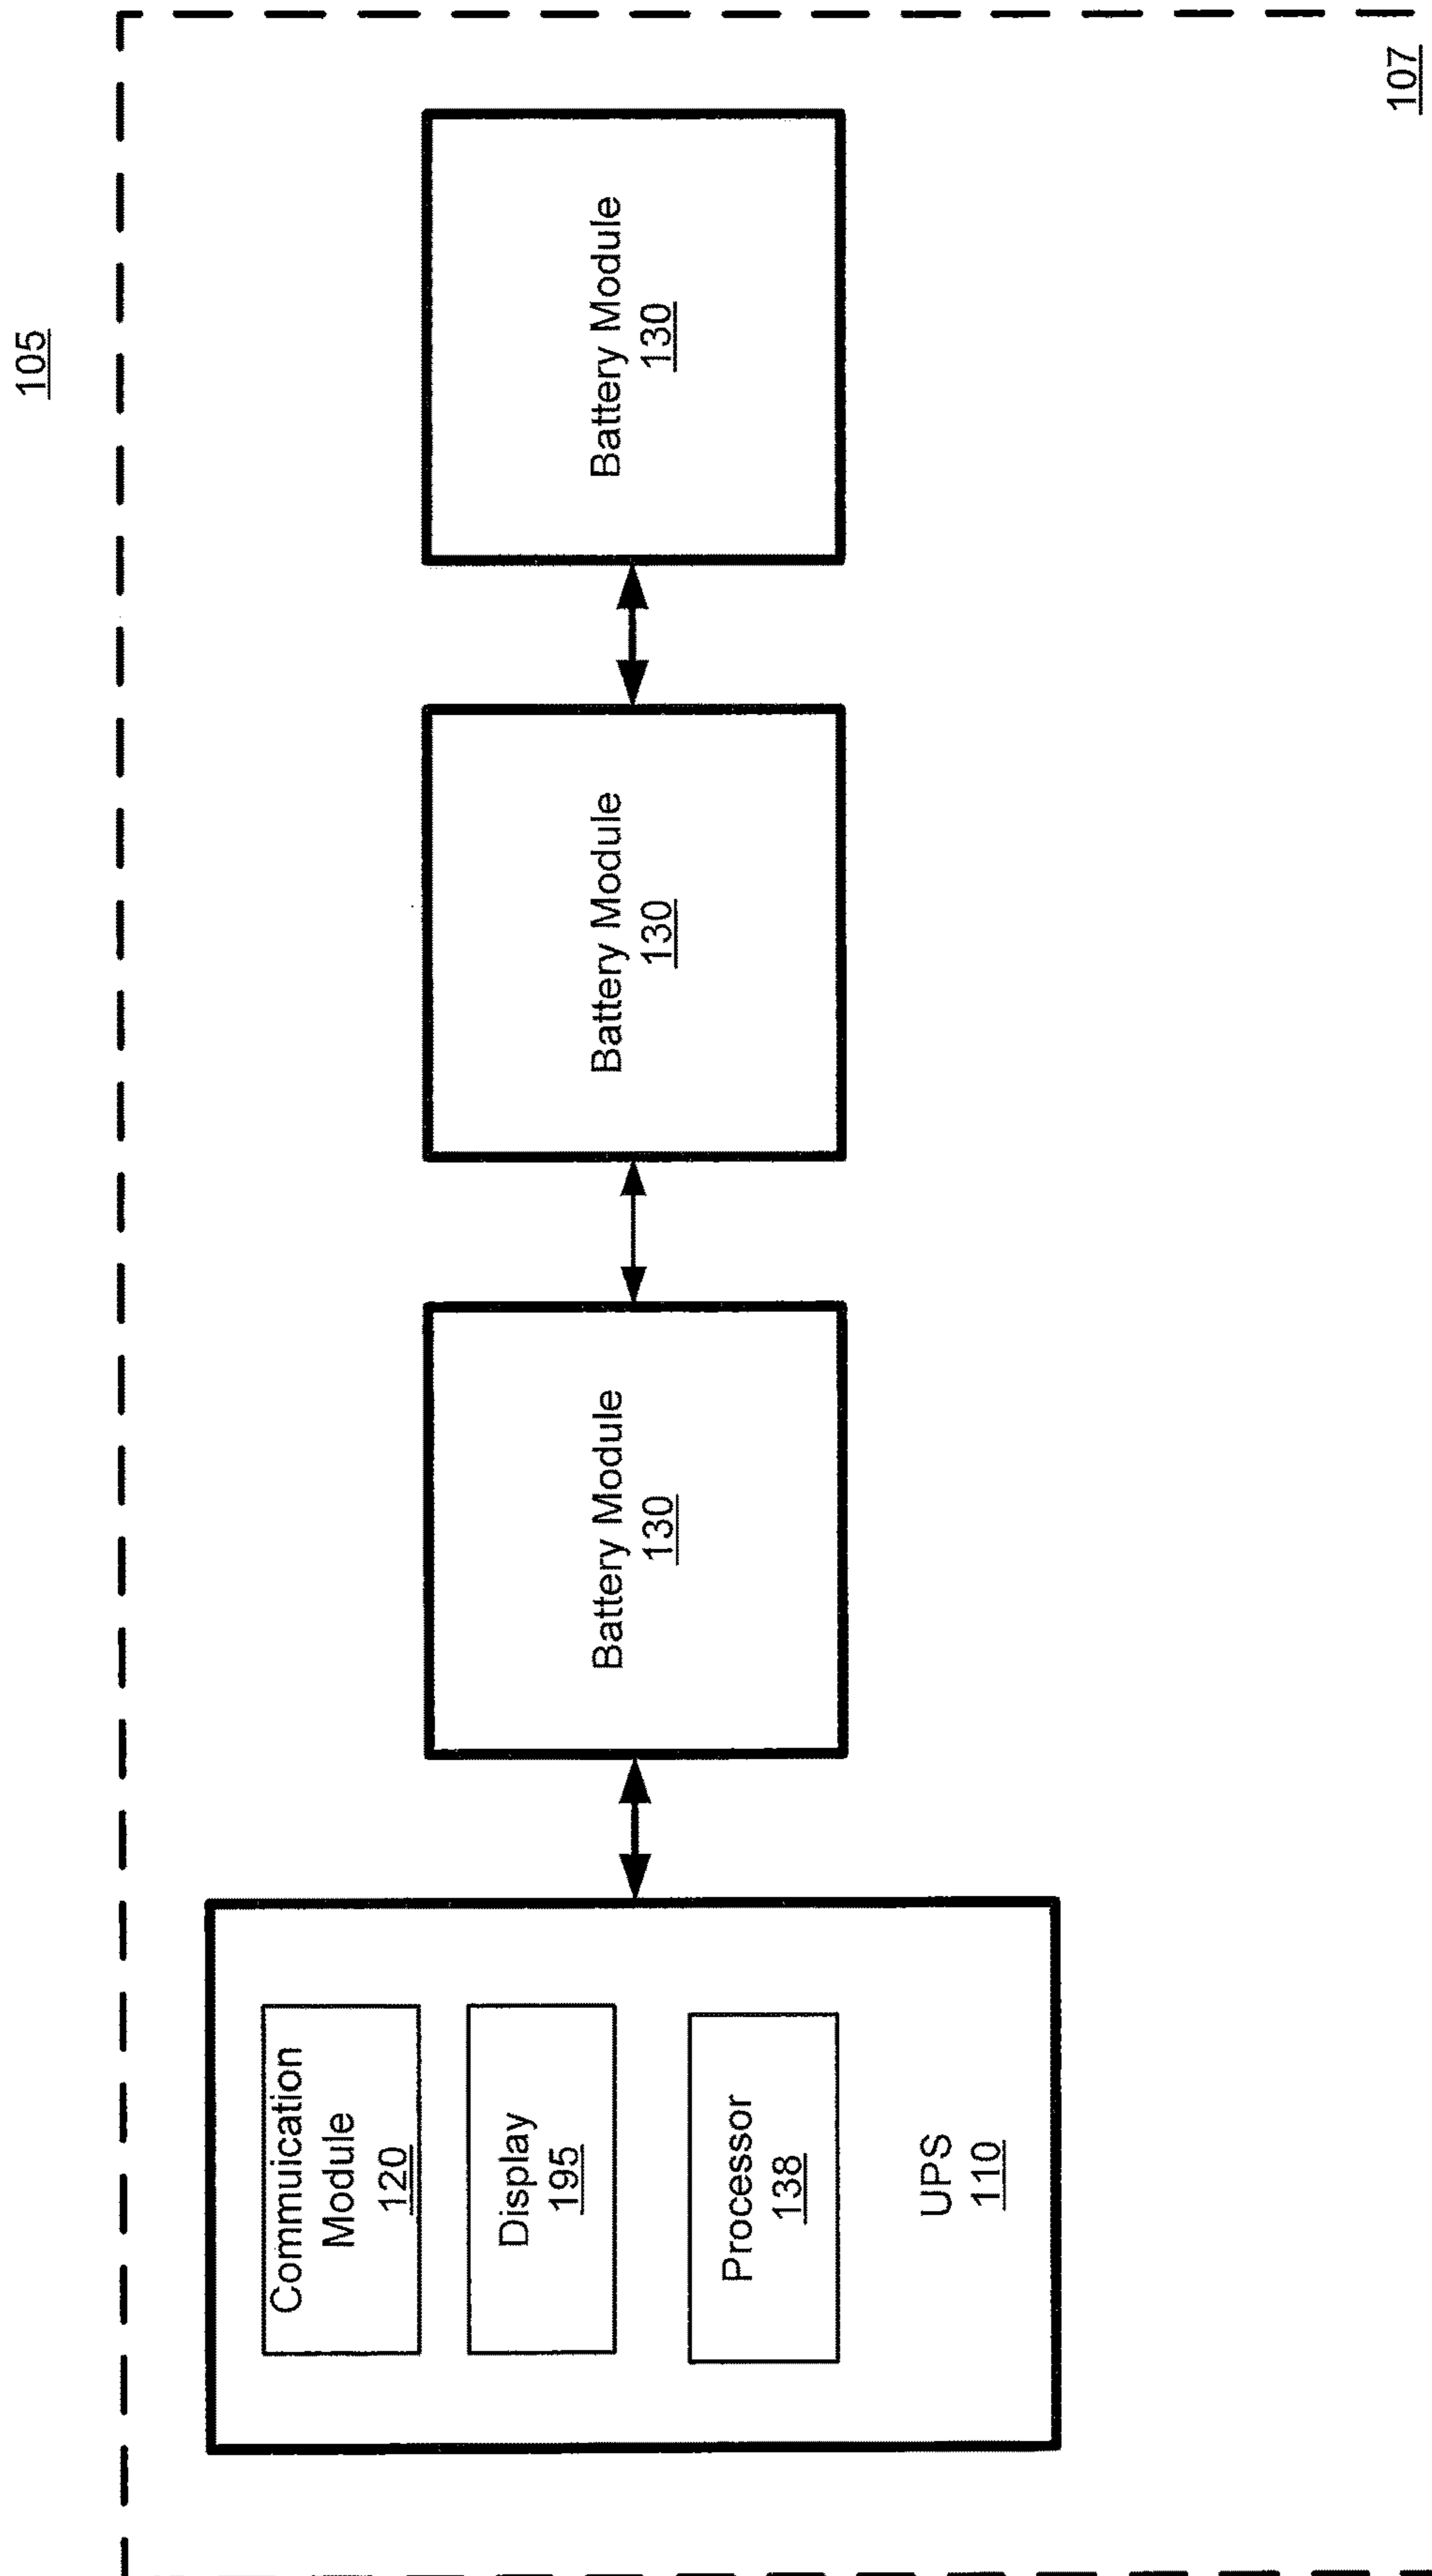 105
Commuication
Module
120
Display
195
Processor
138
UPS
110
Battery Module
130
Battery Module
130
Battery Module
130
107